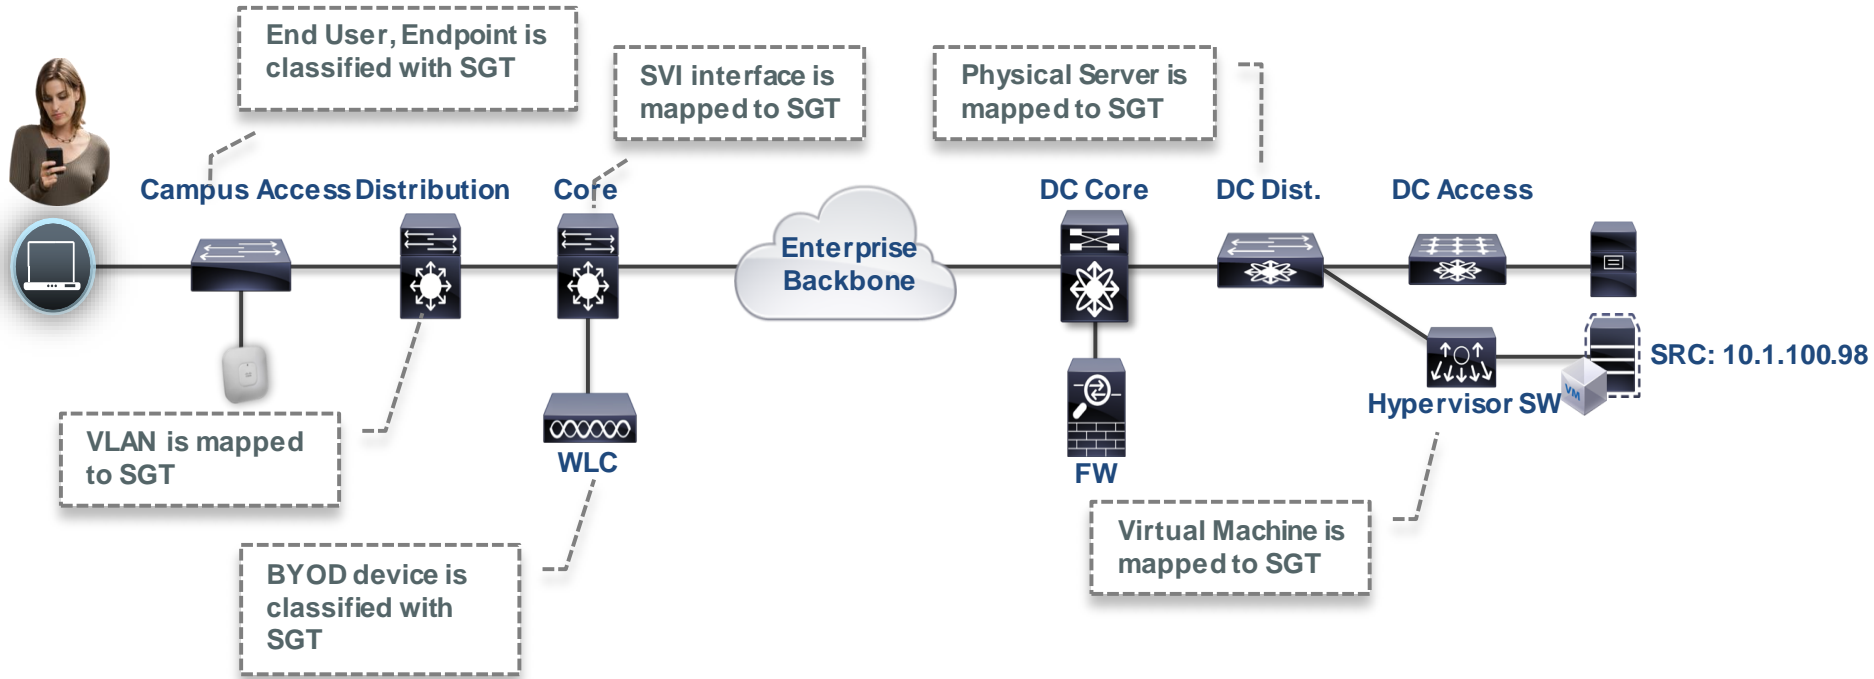 End User, Endpoint is
classified with SGT
SVI interface is
mapped to SGT
Physical Server is
mapped to SGT
Campus Access
Distribution
Core
DC Core
DC Dist.
DC Access
Enterprise
Backbone
SRC: 10.1.100.98
VM
Hypervisor SW
VLAN is mapped
to SGT
WLC
FW
BYOD device is
classified with
SGT
Virtual Machine is
mapped to SGT